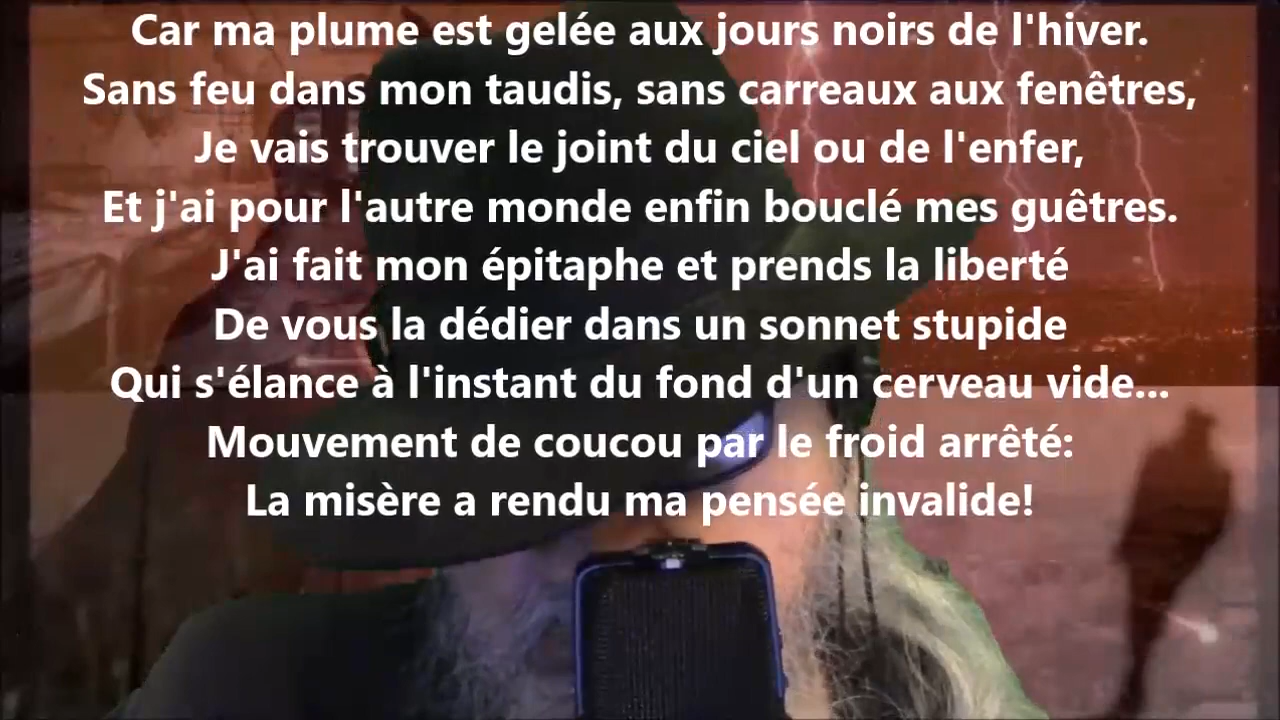 Car ma plume est gelée aux jours noirs de l'hiver.
Sans feu dans mon taudis, sans carreaux aux fenêtres,
Je vais trouver le joint du ciel ou de l'enfer,
Et j'ai pour l'autre monde enfin bouclé mes guêtres.
J'ai fait mon épitaphe et prends la liberté
De vous la dédier dans un sonnet stupide
Qui s'élance à l'instant du fond d'un cerveau vide...
Mouvement de coucou par le froid arrêté:
La misère a rendu ma pensée invalide!